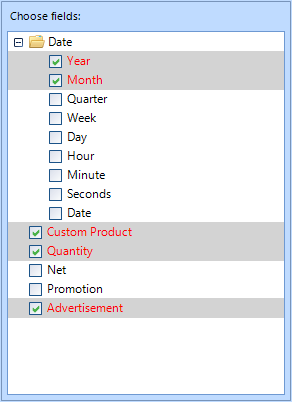 Choose fields:
Date
Year
Month
Quarter
Week
Day
Hour
Minute
Seconds
Date
Custom Product
Quantity
Net
Promotion
Advertisement